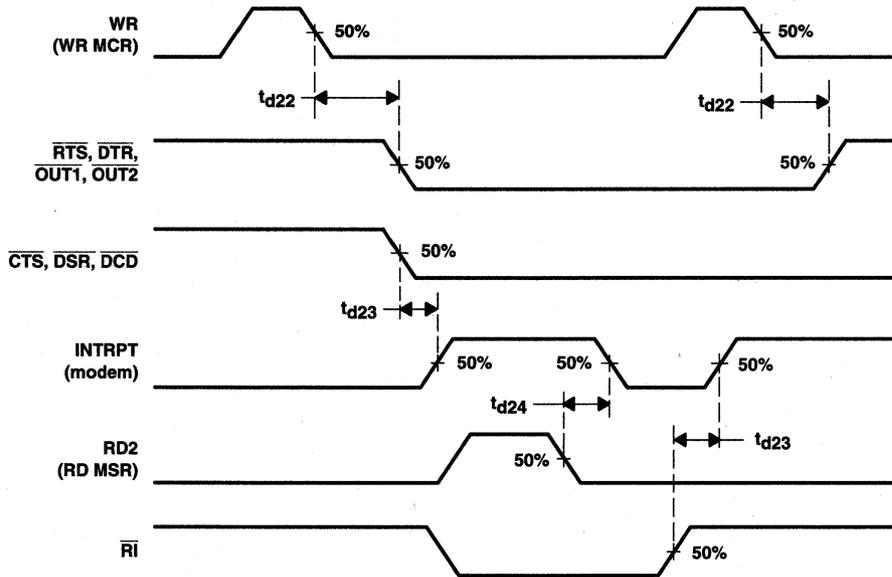 WR
(WR MCR)
50%
50%
td22
td22
RTS, DTR,
OUT1, OUT2
50%
50%
CTS, DSR, DCD
50%
td23
INTRPT
(modem)
50%
50%
50%
td24
td23
RD2
(RD MSR)
50%
RI
50%